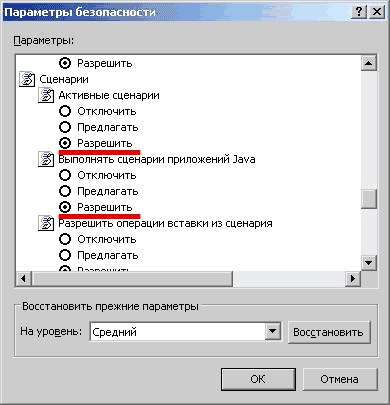 Параметры безопасности
Параметры:
Разрешить
Сценарии
Активные сценарии
Отключить
Предлагать
Разрешить
Выполнять сценарии приложений Java
Отключить
Предлагать
Разрешить
Разрешить операции вставки из сценария
Отключить
Предлагать
Разрешить
Восстановить прежние параметры
На уровень: Средний Восстановить
OK Отмена